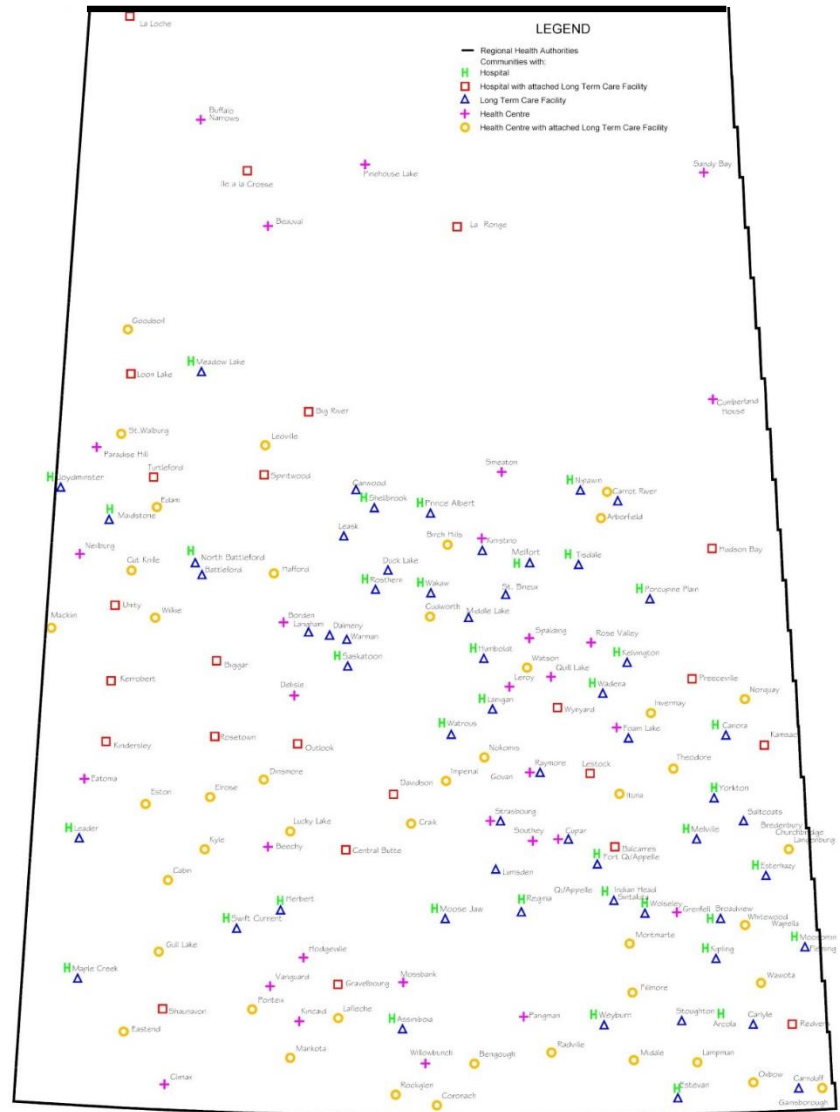 La Loche
LEGEND
Regional Health Authorities
Communities with:
Hospital
Hospital with attached Long Term Care Facility
Long Term Care Facility
Health Centre
Health Centre with attached Long Term Care Facility
Buffalo
Narrows
Pinehouse Lake
Sandy Bay
Ile a la Crosse
Beauval
La Ronge
Goodsoil
H Meadow Lake
Loon Lake
Big River
Cumberland
House
St. Walburg
Leoville
Paradise Hill
Smeaton
Turtleford
H Lloydminster
Spiritwood
Canwood
H Nipawin
Carrot River
H Shellbrook
H Prince Albert
Edam
H
Maidstone
Arborfield
Leask
Birch Hills
Kinistino
Neilburg
H
Melfort
H Tisdale
Hudson Bay
Cut Knife
North Battleford
Battleford
Hafford
Duck Lake
H Rosthern
H Wakaw
St. Brieux
H Porcupine Plain
Unity
Wilkie
Cudworth
Middle Lake
Macklin
Borden
Langham
Dalmeny
Warman
Spalding
Rose Valley
H Saskatoon
H Humboldt
H Kelvington
Biggar
Watson
Quill Lake
Kerrobert
Delisle
Leroy
H Wadena
Preeceville
Norquay
H Lanigan
Wynyard
Invermay
H Watrous
Foam Lake
H Canora
Kindersley
Rosetown
Outlook
Kamsack
Nokomis
Eatonia
Dinsmore
Imperial
Govan
Raymore
Lestock
Theodore
Eston
Elrose
Davidson
Ituna
H Yorkton
H Leader
Lucky Lake
Craik
Strasbourg
Southey
Cupar
H Melville
Saltcoats
Bredenbury
Churchbridge
Langenburg
Kyle
Beechy
Central Butte
Balcarres
H
Fort Qu'Appelle
Cabri
Lumsden
H Esterhazy
H Herbert
H Swift Current
H Moose Jaw
H Regina
Qu'Appelle
H
Indian Head
Sintaluta
H Wolseley
Grenfell
H
Broadview
Whitewood
Wapella
H Moosomin
Fleming
Gull Lake
Hodgeville
Montmarte
H Kipling
H Maple Creek
Vanguard
Gravelbourg
Mossbank
Filmore
Wawota
Shaunavon
Ponteix
Kincaid
Lafleche
H Assiniboia
Pangman
H Weyburn
Stoughton
H
Arcola
Carlyle
Redvers
Eastend
Mankota
Willowbunch
Bengough
Radville
Midale
Lampman
Climax
Rockglen
Coronach
H
Estevan
Oxbow
Carnduff
Gainsborough